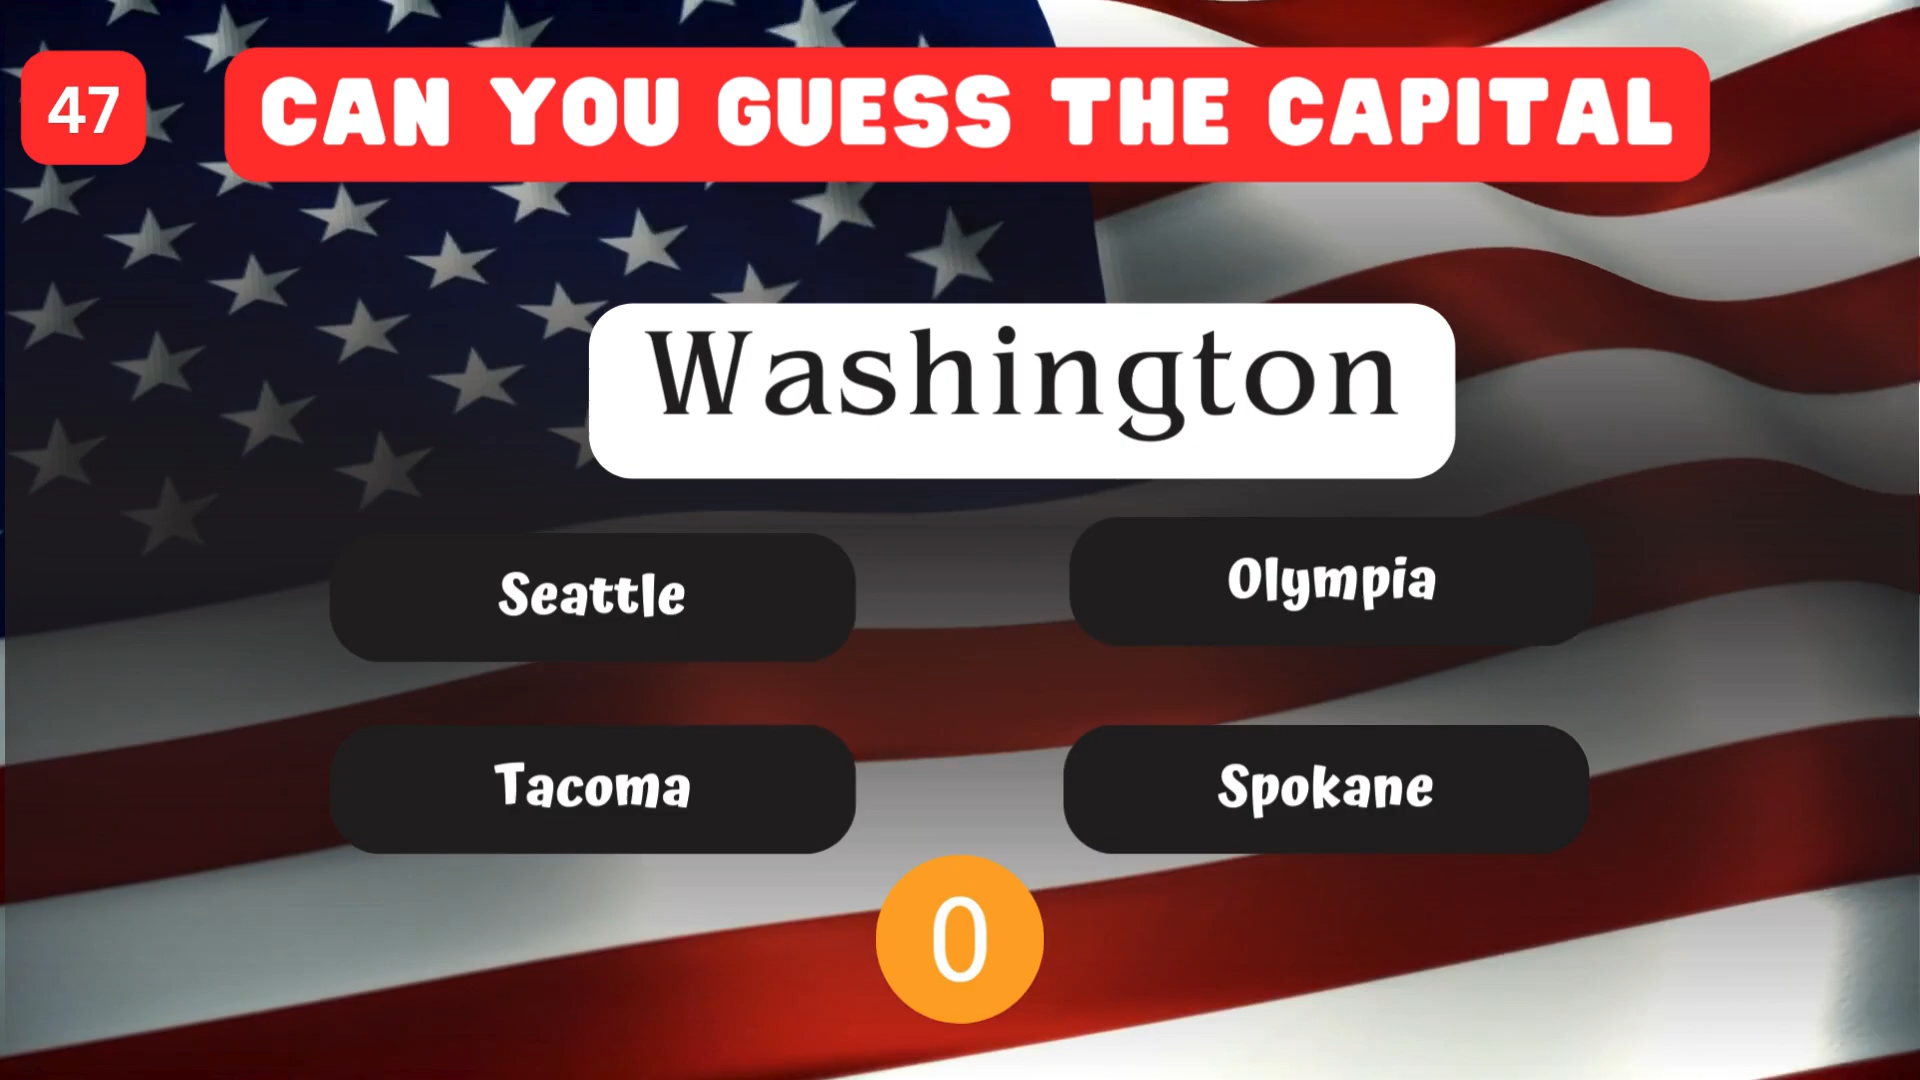 47
CAN YOU GUESS THE CAPITAL
Washington
Seattle
Olympia
Tacoma
Spokane
0